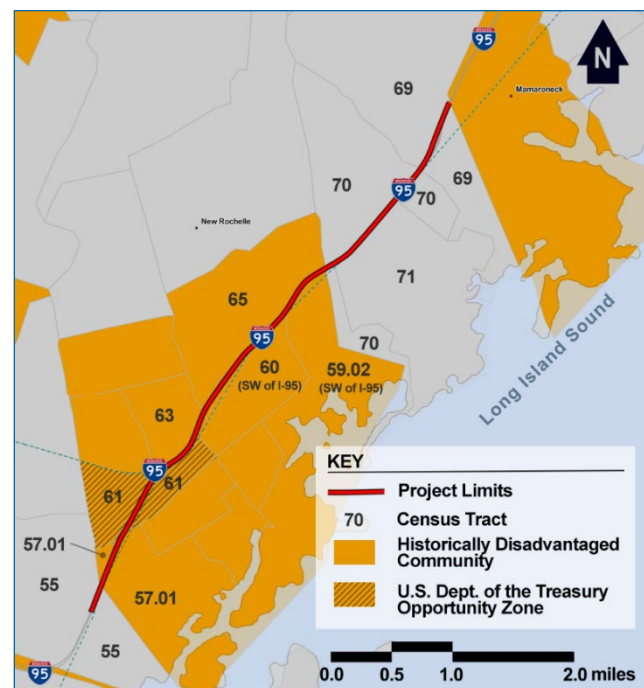 95
N
Mamaroneck
69
95
70
70
69
New Rochelle
71
65
95
70
60
(SW of I-95)
59.02
(SW of I-95)
Long Island Sound
63
95
61
61
57.01
55
57.01
55
95
KEY
Project Limits
70 Census Tract
Historically Disadvantaged
Community
U.S. Dept. of the Treasury
Opportunity Zone
0.0 0.5 1.0 2.0 miles